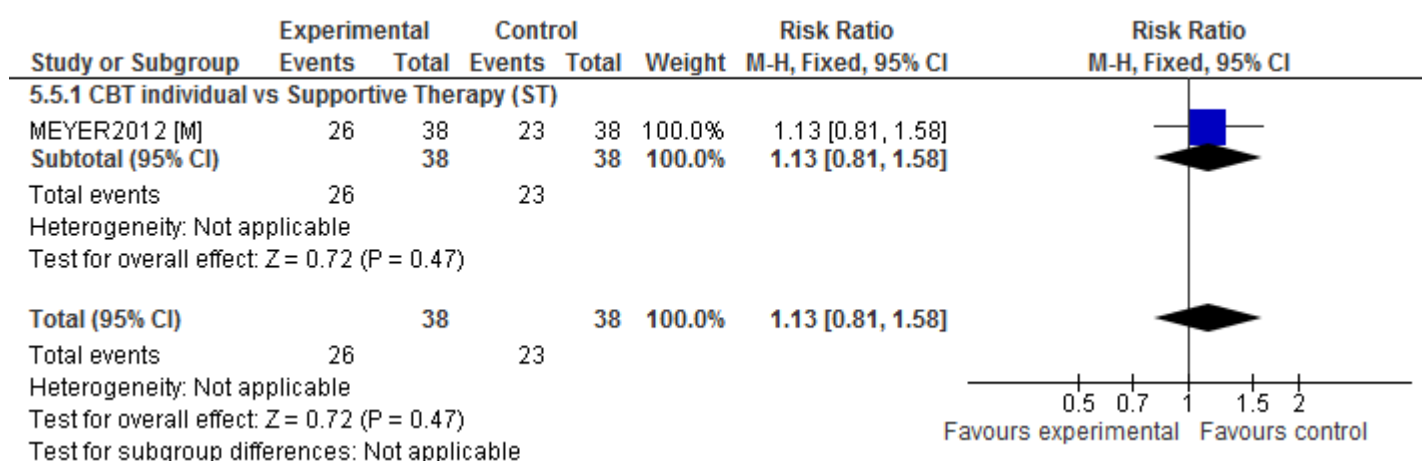 Experimental Control Risk Ratio Risk Ratio
Study or Subgroup Events Total Events Total Weight M-H, Fixed, 95% CI M-H, Fixed, 95% CI
5.5.1 CBT individual vs Supportive Therapy (ST)
MEYER2012 [M] 26 38 23 38 100.0% 1.13 [0.81, 1.58]
Subtotal (95% CI) 38 38 100.0% 1.13 [0.81, 1.58]
Total events 26 23
Heterogeneity: Not applicable
Test for overall effect: Z = 0.72 (P = 0.47)
Total (95% CI) 38 38 100.0% 1.13 [0.81, 1.58]
Total events 26 23
Heterogeneity: Not applicable
Test for overall effect: Z = 0.72 (P = 0.47)
Test for subgroup differences: Not applicable
0.5 0.7 1 1.5 2
Favours experimental Favours control